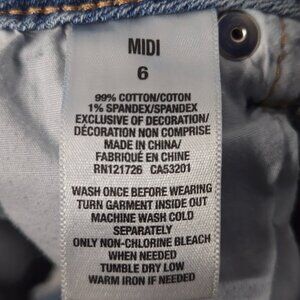 MIDI
6
99% COTTON/COTON
1% SPANDEX/SPANDEX
EXCLUSIVE OF DECORATION/
DÉCORATION NON COMPRISE
MADE IN CHINA/
FABRIQUÉ EN CHINE
RN121726 CA53201
WASH ONCE BEFORE WEARING
TURN GARMENT INSIDE OUT
MACHINE WASH COLD
SEPARATELY
ONLY NON-CHLORINE BLEACH
WHEN NEEDED
TUMBLE DRY LOW
WARM IRON IF NEEDED